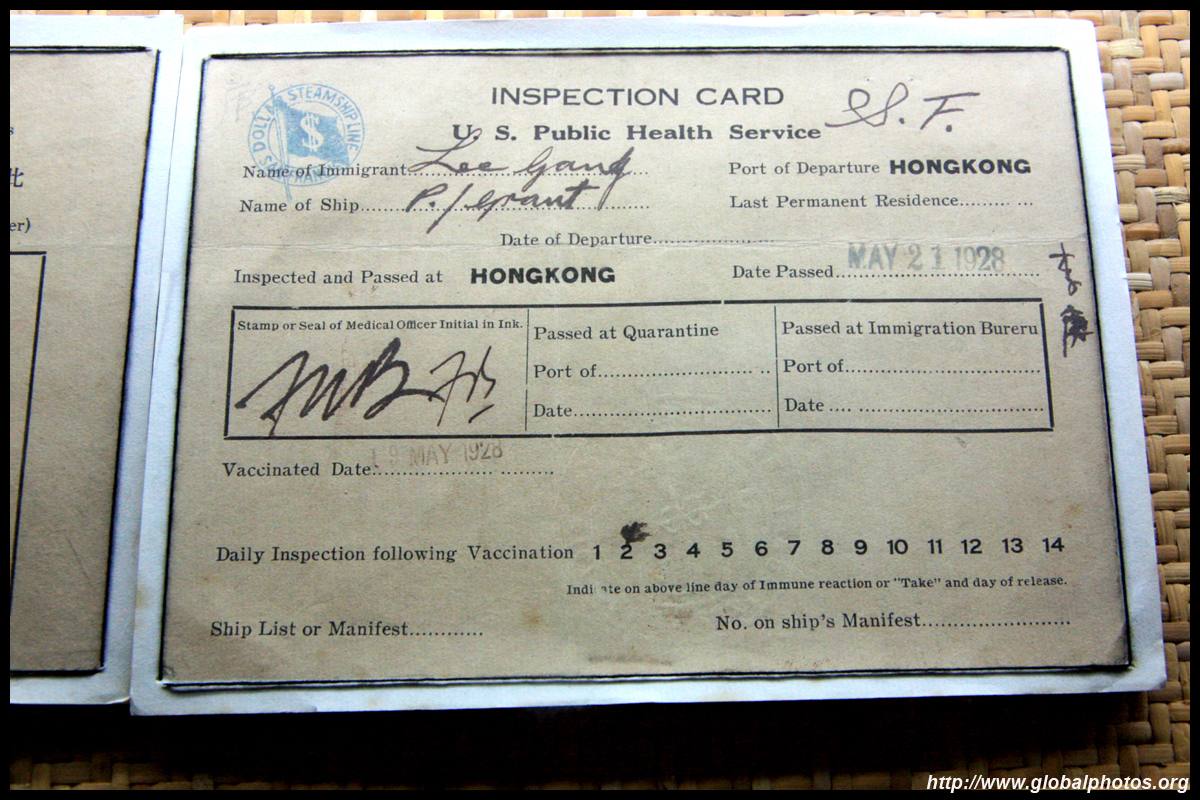 INSPECTION CARD
U. S. Public Health Service
S. F.
DOLLAR STEAMSHIP LINE
$
Name of Immigrant Lee Gang
Port of Departure HONGKONG
Name of Ship P. J. Grant
Last Permanent Residence
Date of Departure
Inspected and Passed at HONGKONG
Date Passed MAY 21 1928
Stamp or Seal of Medical Officer Initial in Ink.
Passed at Quarantine
Port of
Date
Passed at Immigration Bureru
Port of
Date
Vaccinated Date 19 MAY 1928
Daily Inspection following Vaccination 1 2 3 4 5 6 7 8 9 10 11 12 13 14
Indicate on above line day of Immune reaction or "Take" and day of release.
Ship List or Manifest
No. on ship's Manifest
er)
http://www.globalphotos.org